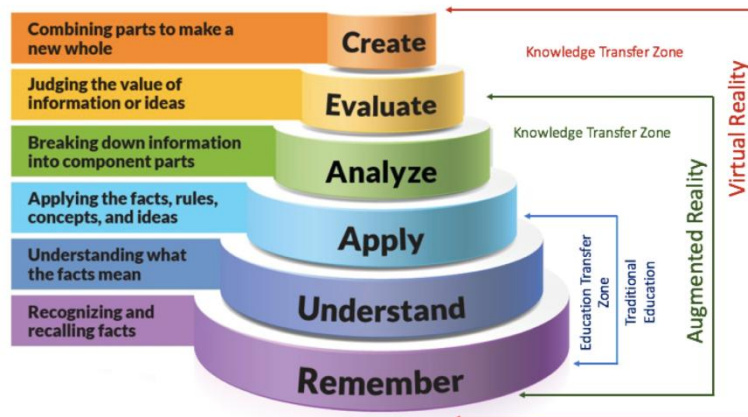 Combining parts to make a
new whole
Create
Knowledge Transfer Zone
Judging the value of
information or ideas
Evaluate
Knowledge Transfer Zone
Breaking down information
into component parts
Analyze
Applying the facts, rules,
concepts, and ideas
Apply
Understanding what
the facts mean
Understand
Recognizing and
recalling facts
Remember
Education Transfer
Zone
Traditional
Education
Augmented Reality
Virtual Reality